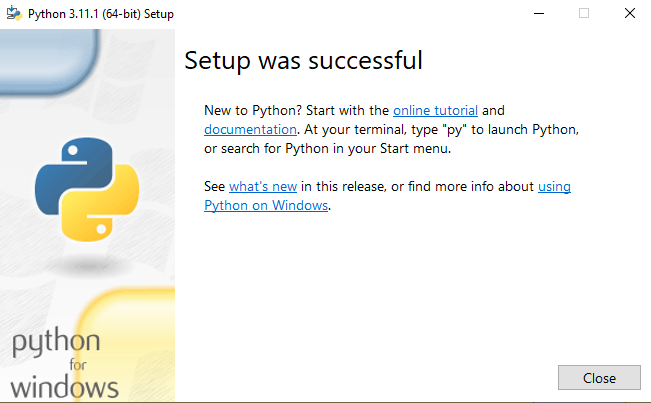 Python 3.11.1 (64-bit) Setup
Setup was successful
New to Python? Start with the online tutorial and
documentation. At your terminal, type "py" to launch Python,
or search for Python in your Start menu.
See what's new in this release, or find more info about using
Python on Windows.
python
for
windows
Close